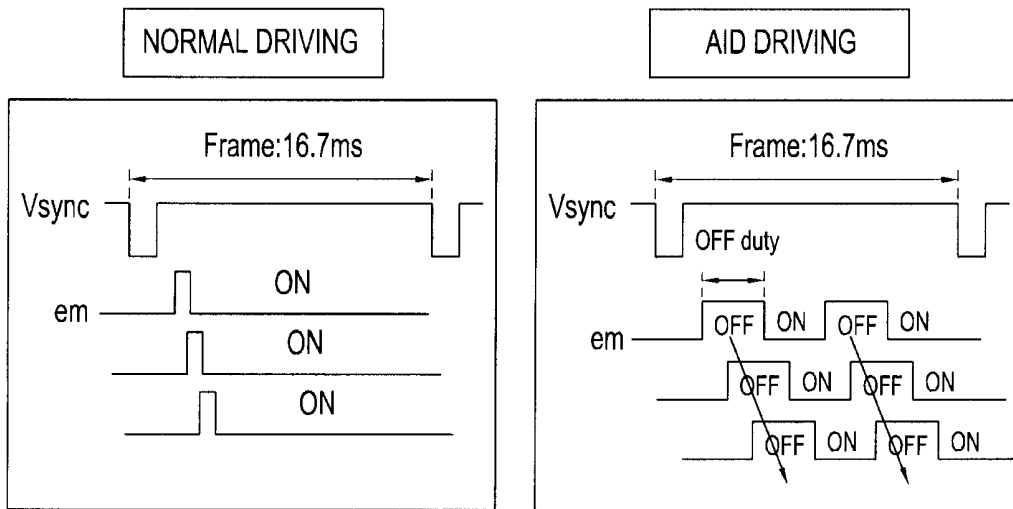 NORMAL DRIVING
Frame:16.7ms
Vsync
em
ON
ON
ON
AID DRIVING
Frame:16.7ms
Vsync
OFF duty
em
OFF ON OFF ON
OFF ON OFF ON
OFF ON OFF ON